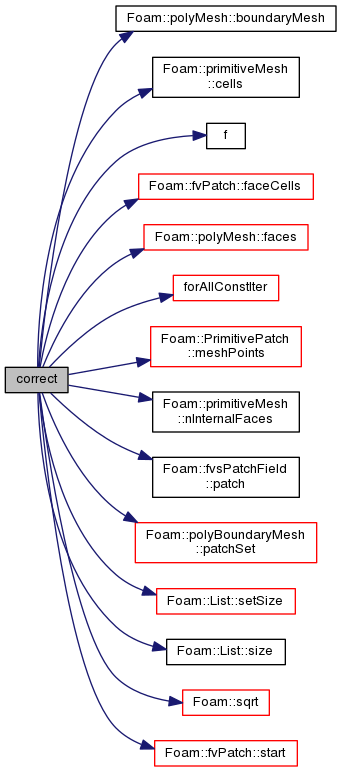 Foam::polyMesh::boundaryMesh
Foam::primitiveMesh
::cells
f
Foam::fvPatch::faceCells
Foam::polyMesh::faces
forAllConstIter
Foam::PrimitivePatch
::meshPoints
correct
Foam::primitiveMesh
::nInternalFaces
Foam::fvsPatchField
::patch
Foam::polyBoundaryMesh
::patchSet
Foam::List::setSize
Foam::List::size
Foam::sqrt
Foam::fvPatch::start